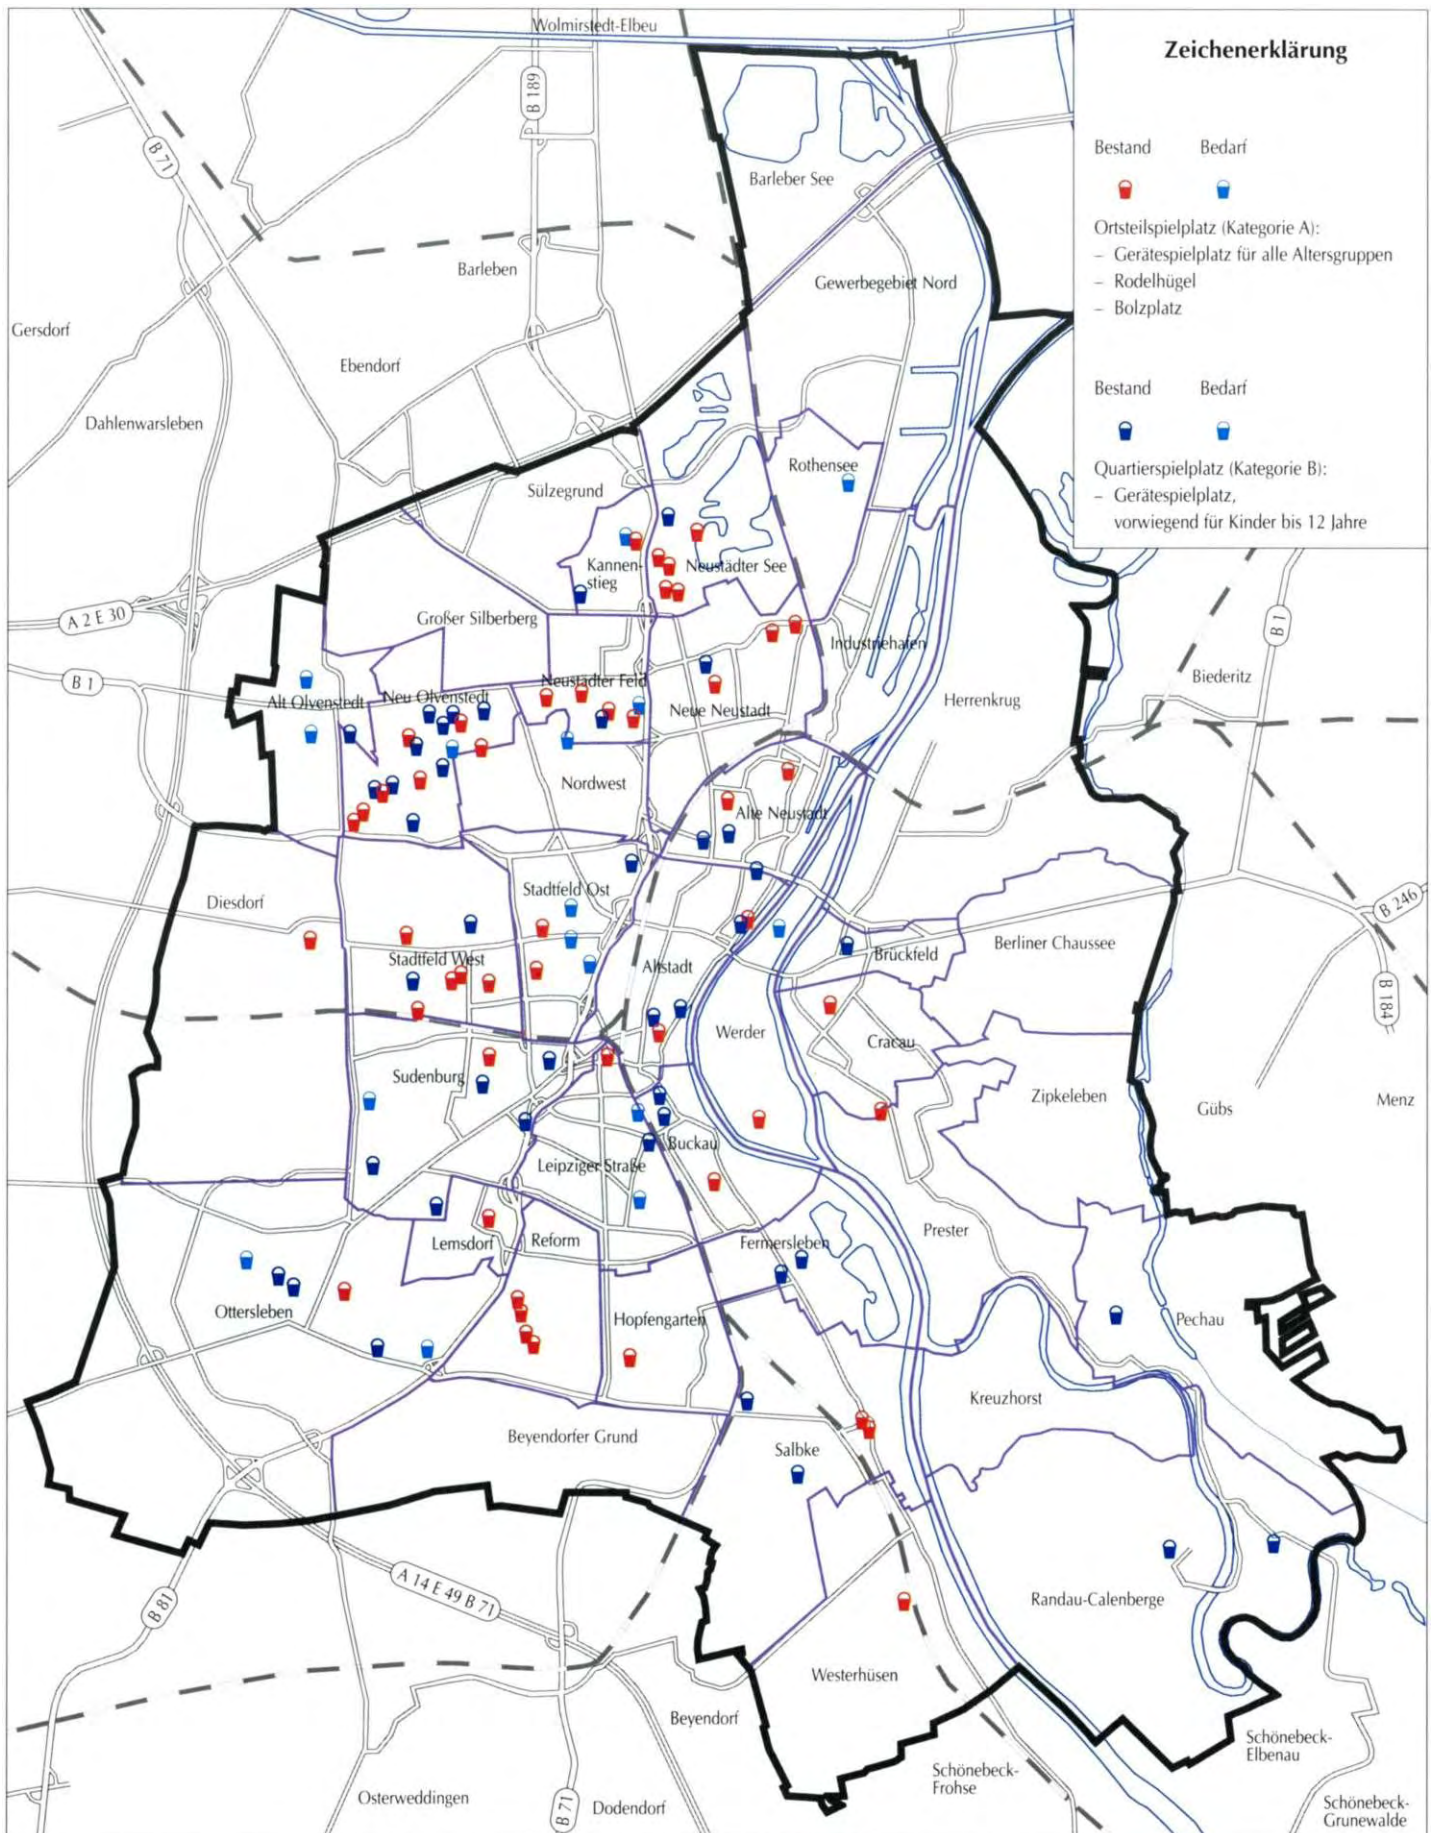 Wolmirstedt-Elbeu
Zeichenerklärung
B 189
B 71
Bestand Bedarf
Barleber See
Ortsteilspielplatz (Kategorie A):
– Gerätespielplatz für alle Altersgruppen
– Rodelhügel
– Bolzplatz
Barleben
Gewerbegebiet Nord
Gersdorf
Ebendorf
Bestand Bedarf
Dahlenwarsleben
Rothensee
Quartierspielplatz (Kategorie B):
– Gerätespielplatz,
vorwiegend für Kinder bis 12 Jahre
Sülzegrund
Kannen-
stieg
Neustädter See
A 2 E 30
Großer Silberberg
B 1
Industriehafen
Biederitz
B 1
Neustädter Feld
Alt Olvenstedt
Neu Olvenstedt
Neue Neustadt
Herrenkrug
Nordwest
Alte Neustadt
Diesdorf
Stadtfeld Ost
B 246
Berliner Chaussee
Brückfeld
Stadtfeld West
Altstadt
B 184
Werder
Cracau
Sudenburg
Zipkeleben
Gübs
Menz
Buckau
Leipziger Straße
Lemsdorf
Reform
Fermersleben
Prester
Ottersleben
Hopfengarten
Pechau
Kreuzhorst
Beyendorfer Grund
Salbke
A 14 E 49 B 71
B 81
Randau-Calenberge
Westerhüsen
Beyendorf
Schönebeck-
Elbenau
Schönebeck-
Frohse
Osterweddingen
B 71
Dodendorf
Schönebeck-
Grunewalde